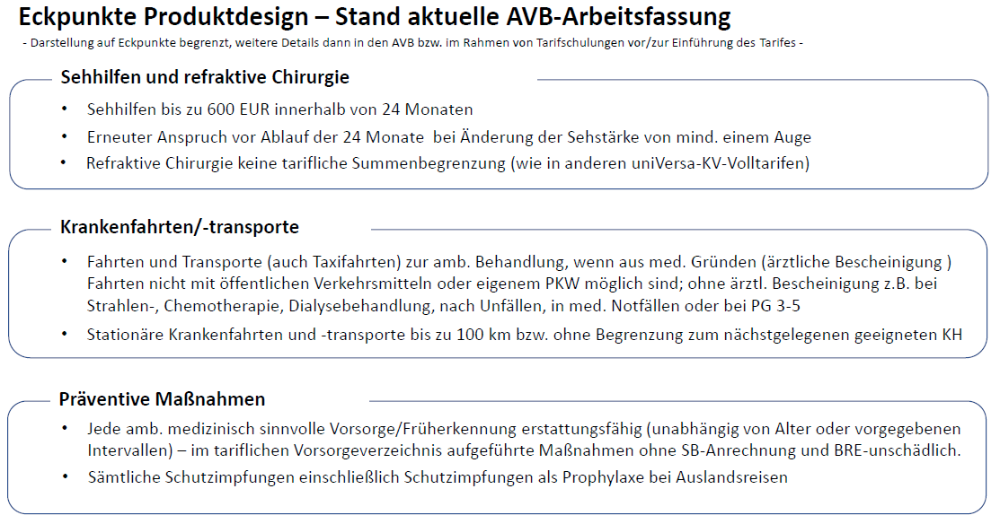 Eckpunkte Produktdesign – Stand aktuelle AVB-Arbeitsfassung
- Darstellung auf Eckpunkte begrenzt, weitere Details dann in den AVB bzw. im Rahmen von Tarifschulungen vor/zur Einführung des Tarifes -
Sehhilfen und refraktive Chirurgie
• Sehhilfen bis zu 600 EUR innerhalb von 24 Monaten
• Erneuter Anspruch vor Ablauf der 24 Monate bei Änderung der Sehstärke von mind. einem Auge
• Refraktive Chirurgie keine tarifliche Summenbegrenzung (wie in anderen uniVersa-KV-Volltarifen)
Krankenfahrten/-transporte
• Fahrten und Transporte (auch Taxifahrten) zur amb. Behandlung, wenn aus med. Gründen (ärztliche Bescheinigung )
Fahrten nicht mit öffentlichen Verkehrsmitteln oder eigenem PKW möglich sind; ohne ärztl. Bescheinigung z.B. bei
Strahlen-, Chemotherapie, Dialysebehandlung, nach Unfällen, in med. Notfällen oder bei PG 3-5
• Stationäre Krankenfahrten und -transporte bis zu 100 km bzw. ohne Begrenzung zum nächstgelegenen geeigneten KH
Präventive Maßnahmen
• Jede amb. medizinisch sinnvolle Vorsorge/Früherkennung erstattungsfähig (unabhängig von Alter oder vorgegebenen
Intervallen) – im tariflichen Vorsorgeverzeichnis aufgeführte Maßnahmen ohne SB-Anrechnung und BRE-unschädlich.
• Sämtliche Schutzimpfungen einschließlich Schutzimpfungen als Prophylaxe bei Auslandsreisen